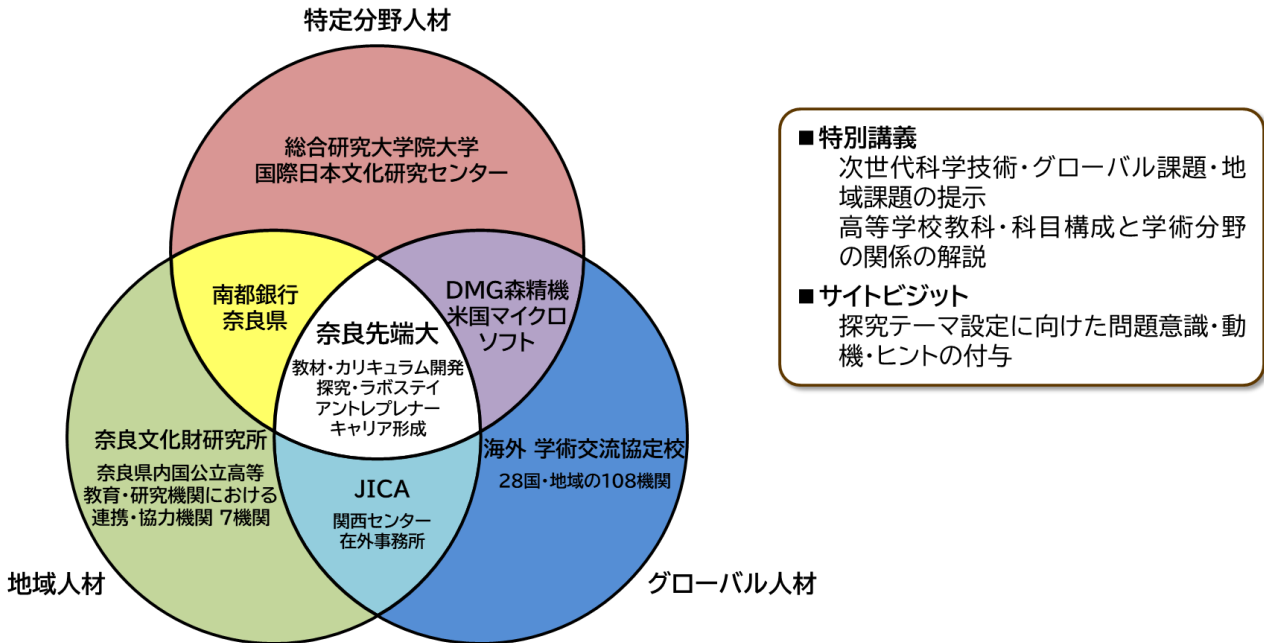 特定分野人材
総合研究大学院大学
国際日本文化研究センター
南都銀行
奈良県
DMG森精機
米国マイクロ
ソフト
奈良先端大
教材・カリキュラム開発
探究・ラボステイ
アントレプレナー
キャリア形成
奈良文化財研究所
奈良県内国公立高等
教育・研究機関における
連携・協力機関 7機関
JICA
関西センター
在外事務所
海外 学術交流協定校
28国・地域の108機関
地域人材
グローバル人材
■特別講義
次世代科学技術・グローバル課題・地
域課題の提示
高等学校教科・科目構成と学術分野
の関係の解説
■サイトビジット
探究テーマ設定に向けた問題意識・動
機・ヒントの付与